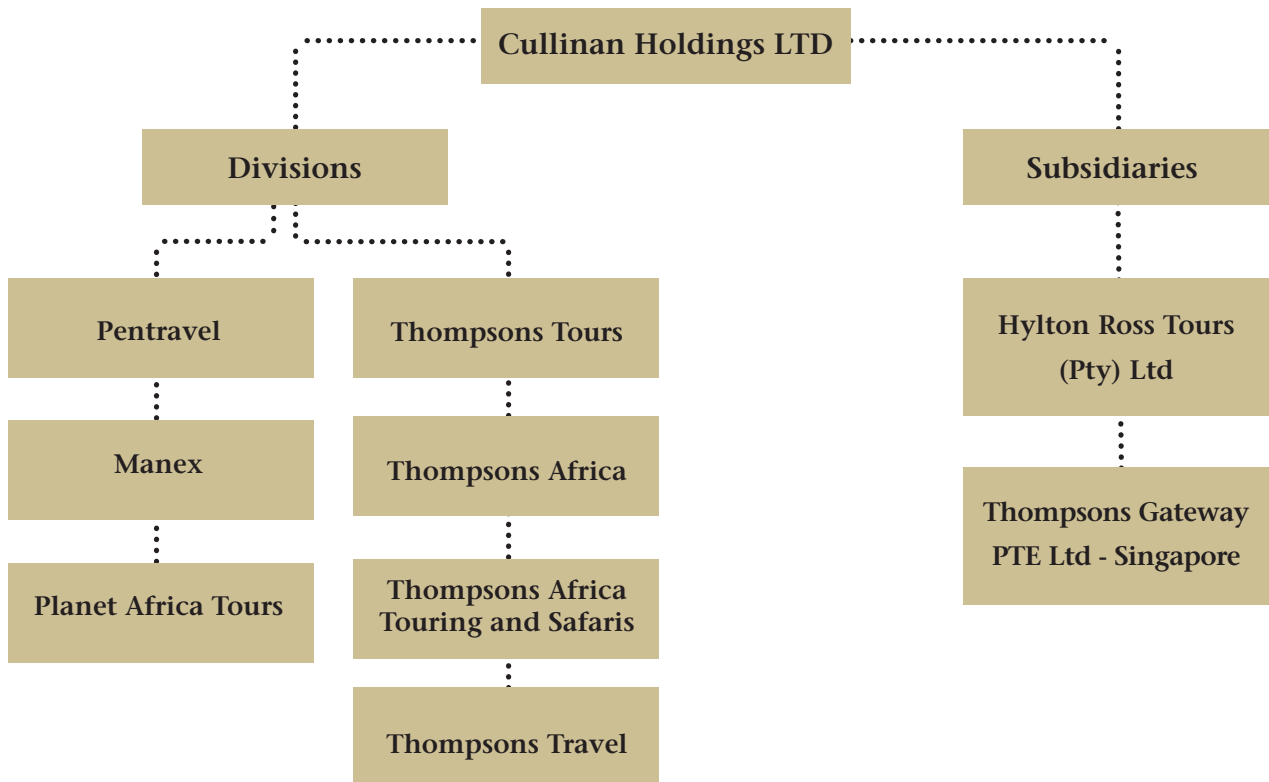 Cullinan Holdings LTD
Divisions
Subsidiaries
Pentravel
Manex
Planet Africa Tours
Thompsons Tours
Thompsons Africa
Thompsons Africa
Touring and Safaris
Thompsons Travel
Hylton Ross Tours
(Pty) Ltd
Thompsons Gateway
PTE Ltd - Singapore